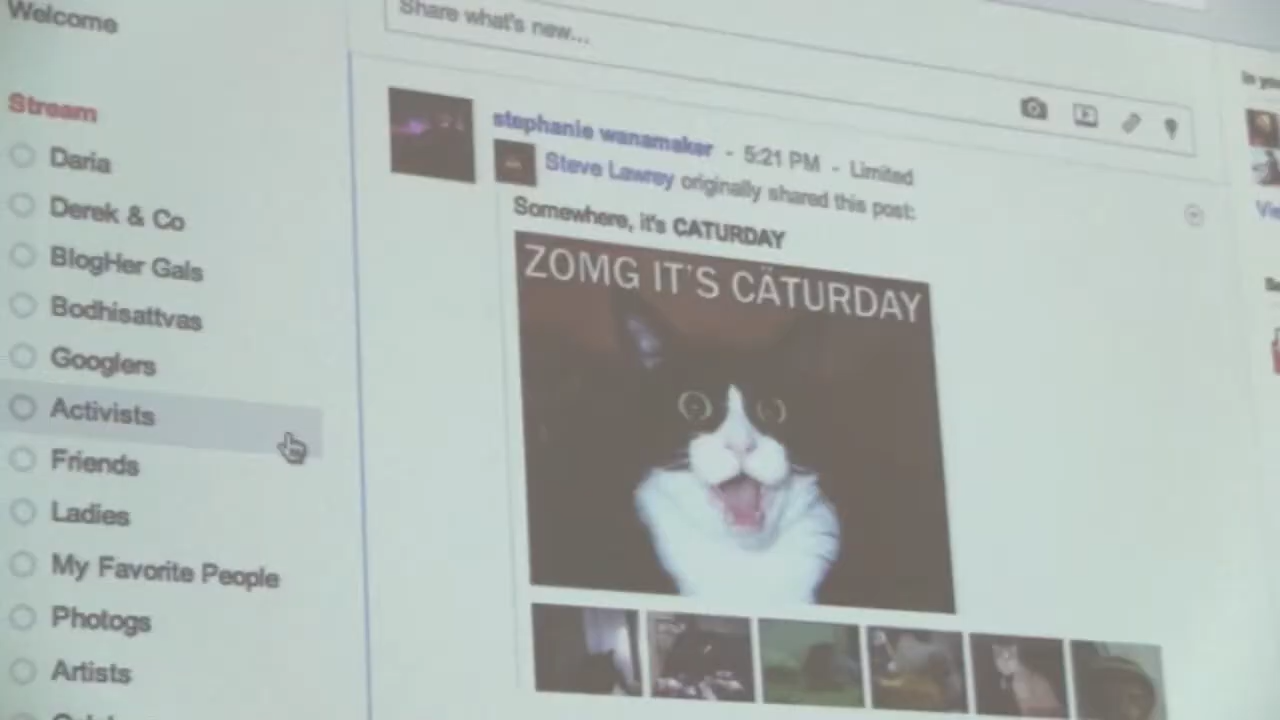 Welcome
Stream
Daria
Derek & Co
BlogHer Gals
Bodhisattvas
Googlers
Activists
Friends
Ladies
My Favorite People
Photogs
Artists
Share what's new...
stephanie wanamaker - 5:21 PM - Limited
Steve Lawrey originally shared this post:
Somewhere, it's CATURDAY
ZOMG IT'S CÄTURDAY